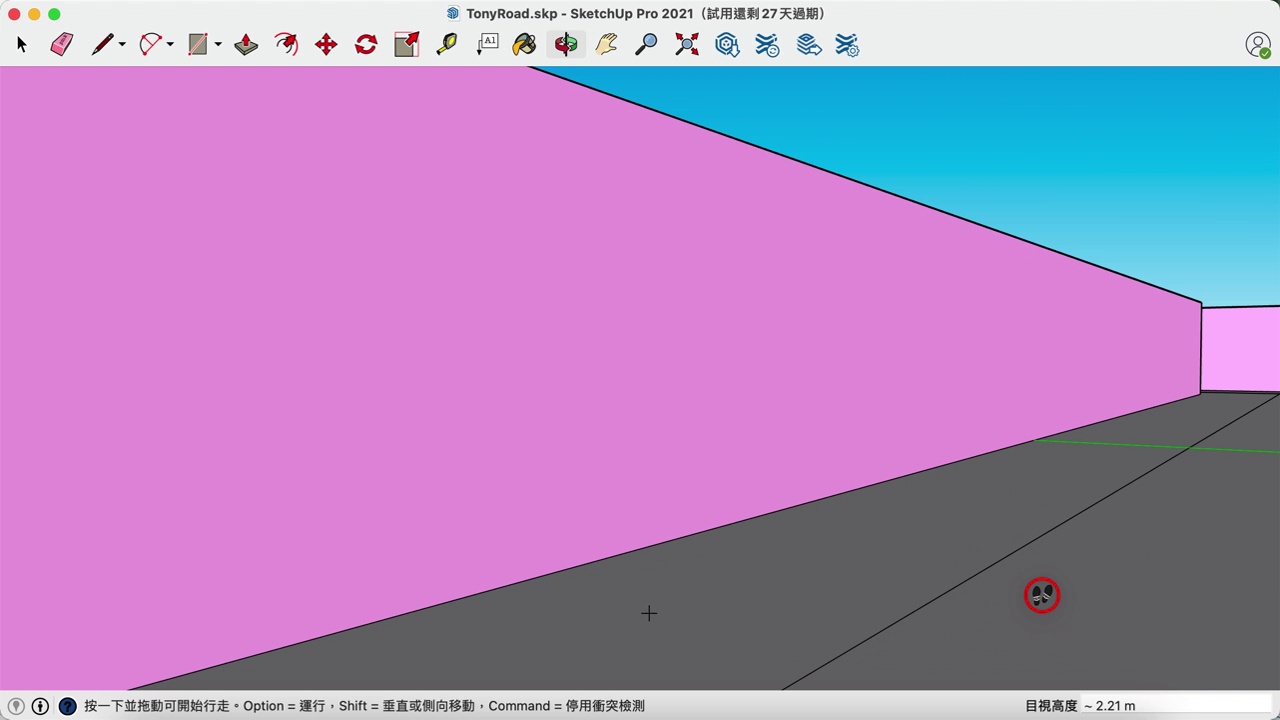 TonyRoad.skp - SketchUp Pro 2021（試用還剩 27 天過期）
A1
按一下並拖動可開始行走。Option = 運行，Shift = 垂直或側向移動，Command = 停用衝突檢測
目視高度 ~ 2.21 m